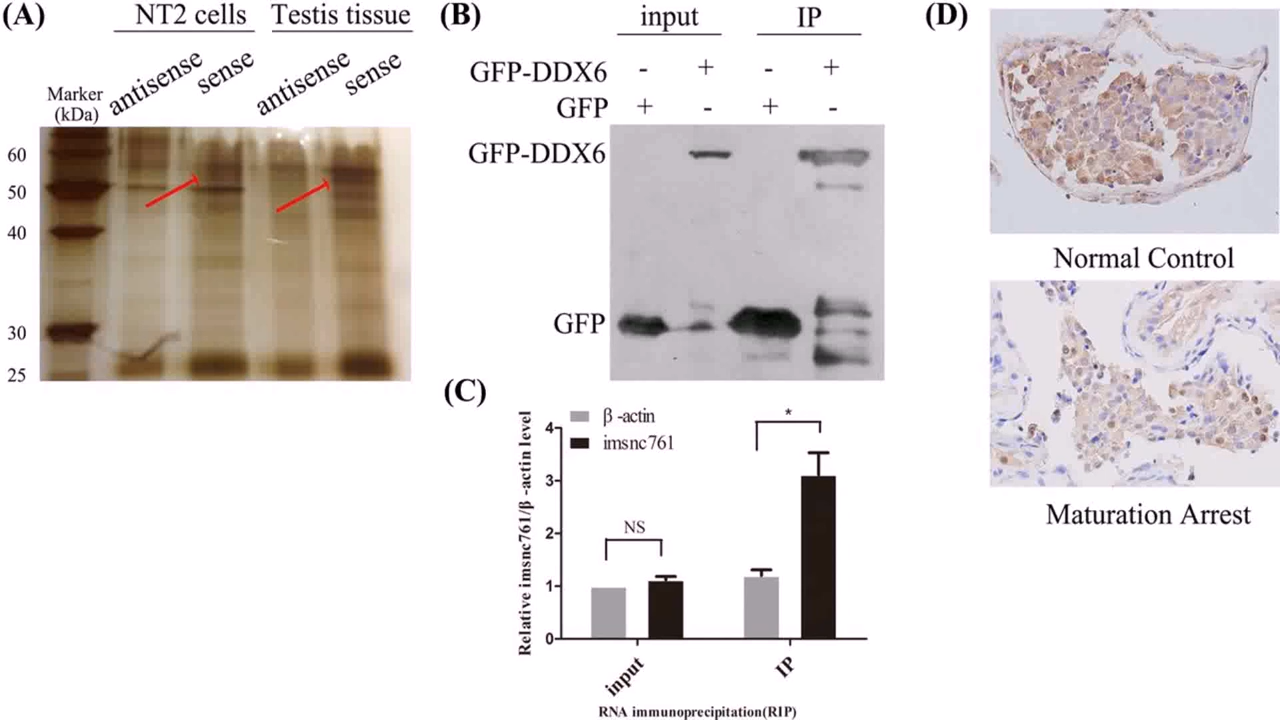 (A)
NT2 cells Testis tissue
antisense sense antisense sense
Marker
(kDa)
60
50
40
30
25
(B)
input IP
GFP-DDX6 - + - +
GFP + - + -
GFP-DDX6
GFP
(C)
β -actin
imsnc761
Relative imsnc761/β -actin level
4
3
2
1
0
NS
*
input IP
RNA immunoprecipitation(RIP)
(D)
Normal Control
Maturation Arrest